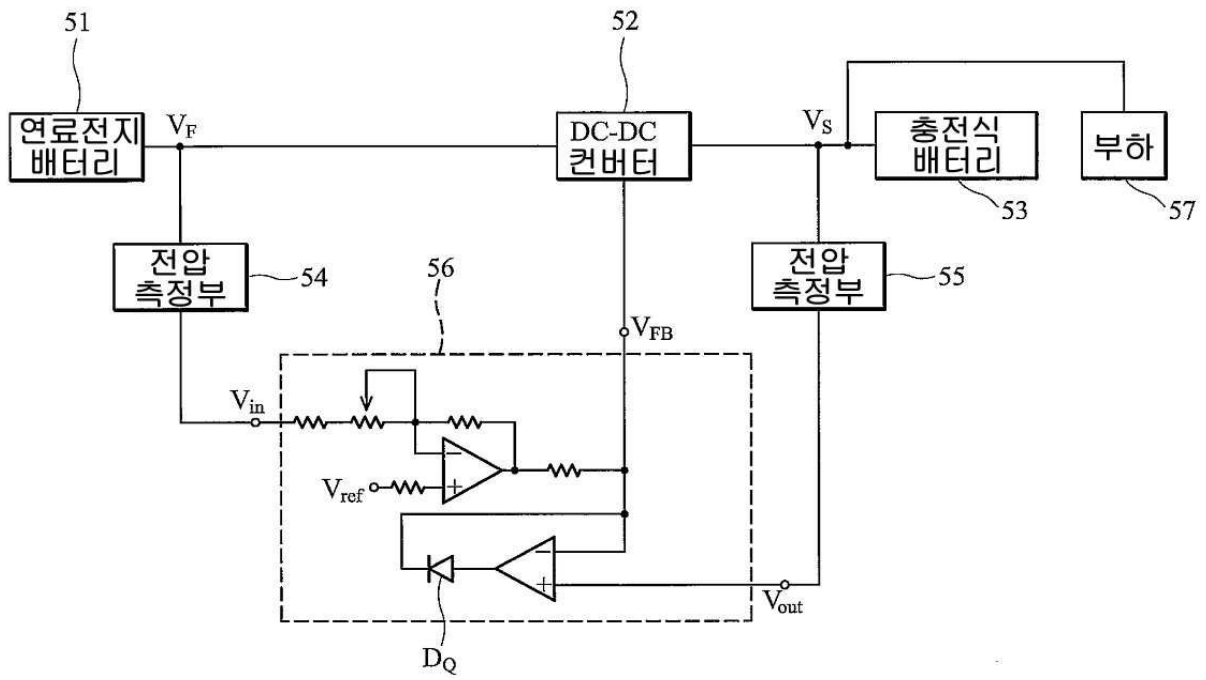 51
52
연료전지
배터리
V_F
DC-DC
컨버터
V_S
충전식
배터리
부하
53
57
전압
측정부
54
56
전압
측정부
55
V_FB
V_in
−
V_ref
+
−
+
V_out
D_Q